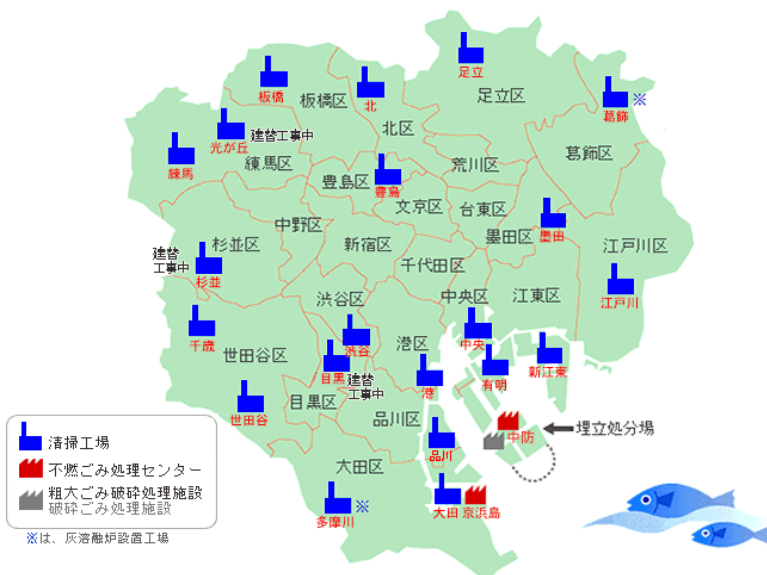 足立
板橋
板橋区
北
足立区
葛飾
※
北区
光が丘
建替工事中
練馬
練馬区
荒川区
葛飾区
豊島区
豊島
文京区
台東区
中野区
墨田区
墨田
杉並区
新宿区
江戸川区
建替
工事中
杉並
千代田区
江戸川
渋谷区
中央区
江東区
千歳
渋谷
港区
中央
世田谷区
目黒
有明
新江東
建替
工事中
港
世田谷
目黒区
品川区
中防
埋立処分場
品川
大田区
多摩川
※
大田
京浜島
清掃工場
不燃ごみ処理センター
粗大ごみ破砕処理施設
破砕ごみ処理施設
※は、灰溶融炉設置工場